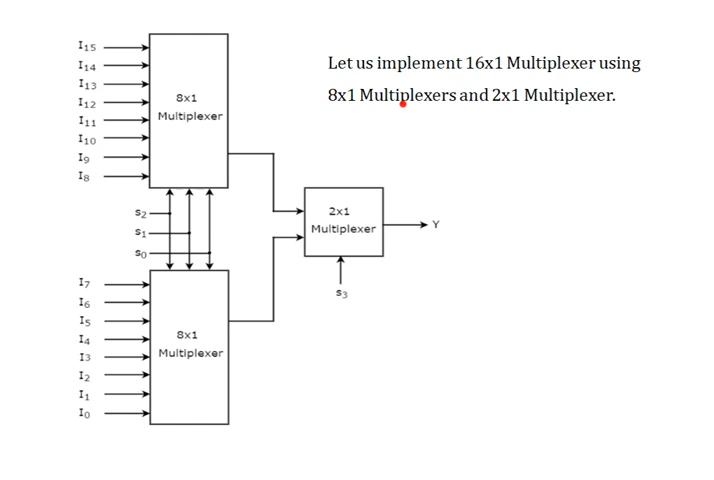 Let us implement 16x1 Multiplexer using
8x1 Multiplexers and 2x1 Multiplexer.
I15
I14
I13
I12
I11
I10
I9
I8
8x1
Multiplexer
s2
s1
s0
2x1
Multiplexer
Y
s3
I7
I6
I5
I4
I3
I2
I1
I0
8x1
Multiplexer